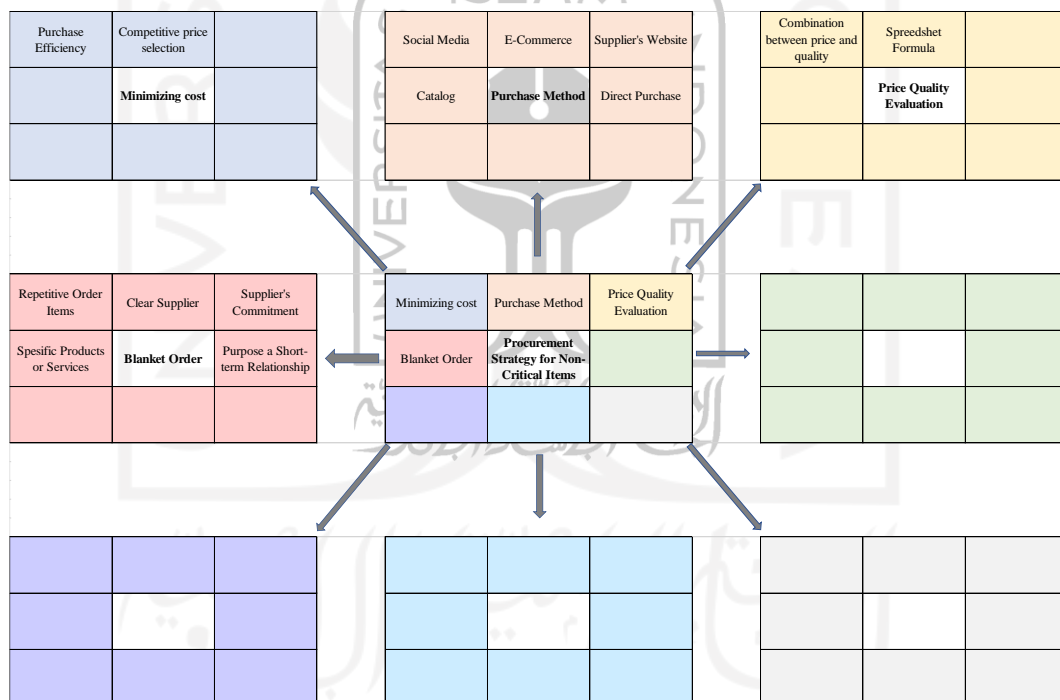 Purchase
Efficiency
Competitive price
selection
Minimizing cost
Social Media
E-Commerce
Supplier's Website
Catalog
Purchase Method
Direct Purchase
Combination
between price and
quality
Spreedshet
Formula
Price Quality
Evaluation
Repetitive Order
Items
Clear Supplier
Supplier's
Commitment
Spesific Products
or Services
Blanket Order
Purpose a Short-
term Relationship
Minimizing cost
Purchase Method
Price Quality
Evaluation
Blanket Order
Procurement
Strategy for Non-
Critical Items
ISLAM
UNIVERSITAS
INDONESIA